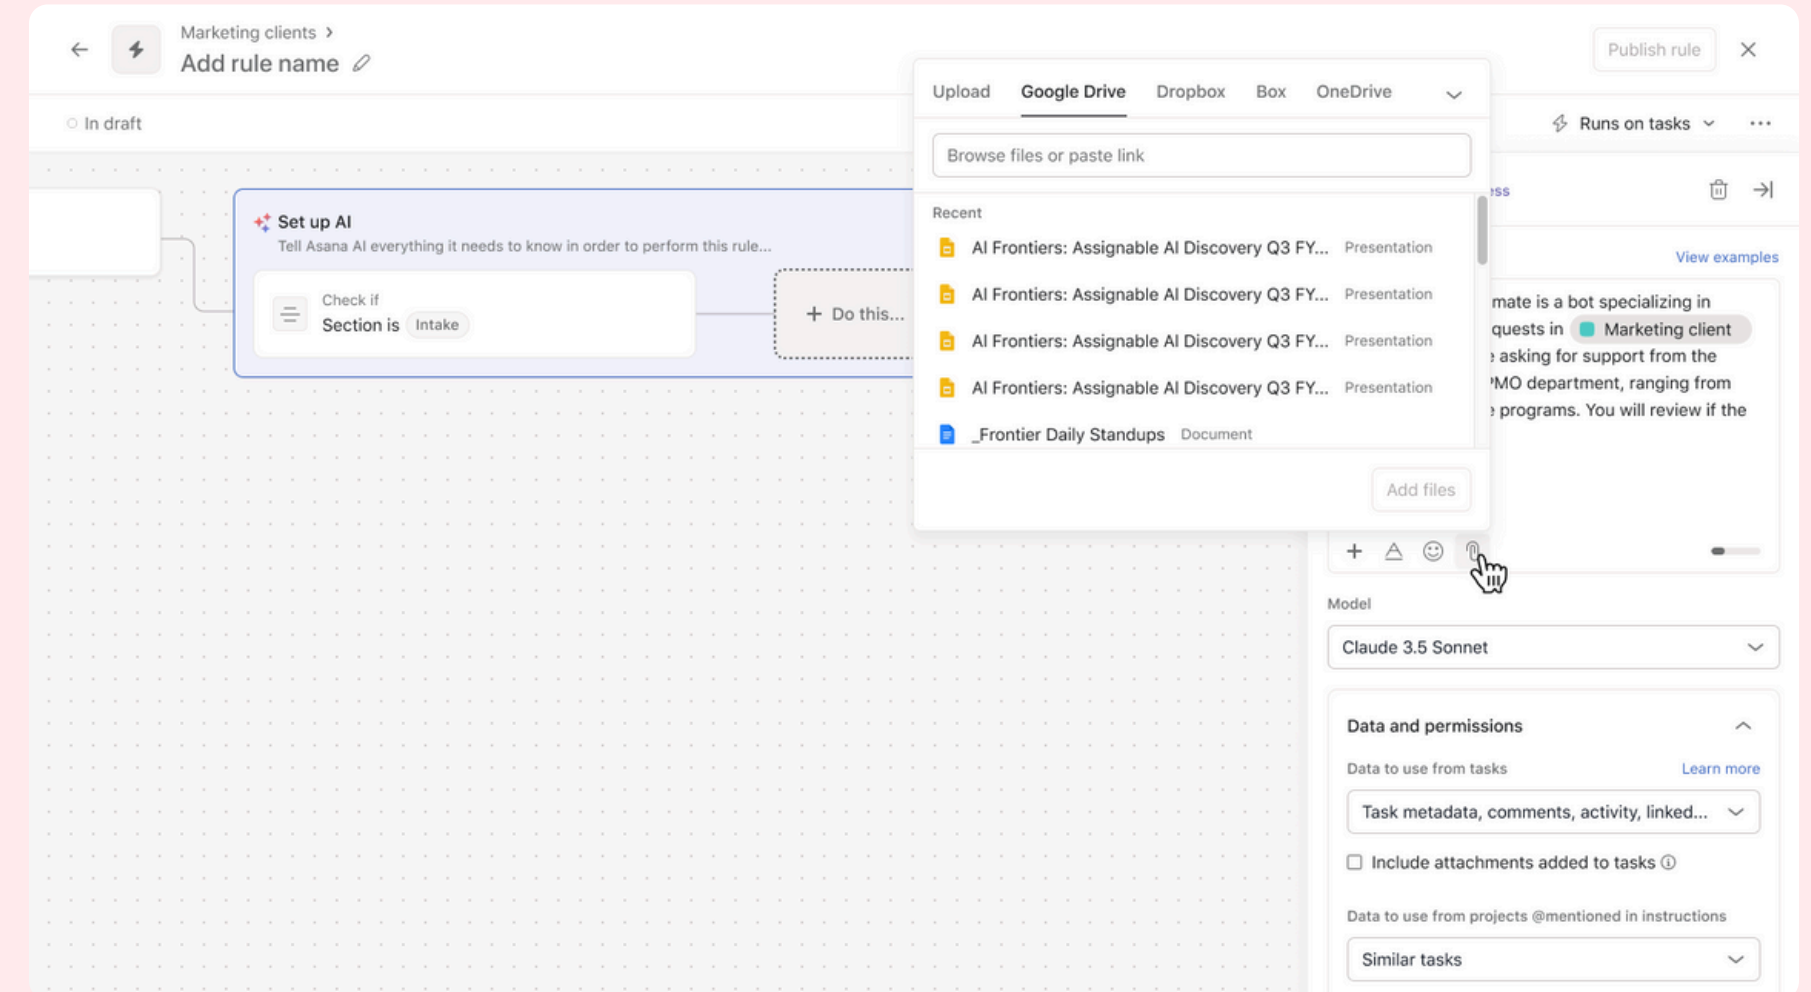 Marketing clients
Add rule name
Publish rule
In draft
Runs on tasks
Set up AI
Tell Asana AI everything it needs to know in order to perform this rule...
Check if
Section is Intake
+ Do this...
Upload Google Drive Dropbox Box OneDrive
Browse files or paste link
Recent
AI Frontiers: Assignable AI Discovery Q3 FY... Presentation
AI Frontiers: Assignable AI Discovery Q3 FY... Presentation
AI Frontiers: Assignable AI Discovery Q3 FY... Presentation
AI Frontiers: Assignable AI Discovery Q3 FY... Presentation
_Frontier Daily Standups Document
Add files
View examples
mate is a bot specializing in
quests in Marketing client
asking for support from the
PMO department, ranging from
programs. You will review if the
Model
Claude 3.5 Sonnet
Data and permissions
Data to use from tasks Learn more
Task metadata, comments, activity, linked...
Include attachments added to tasks
Data to use from projects @mentioned in instructions
Similar tasks